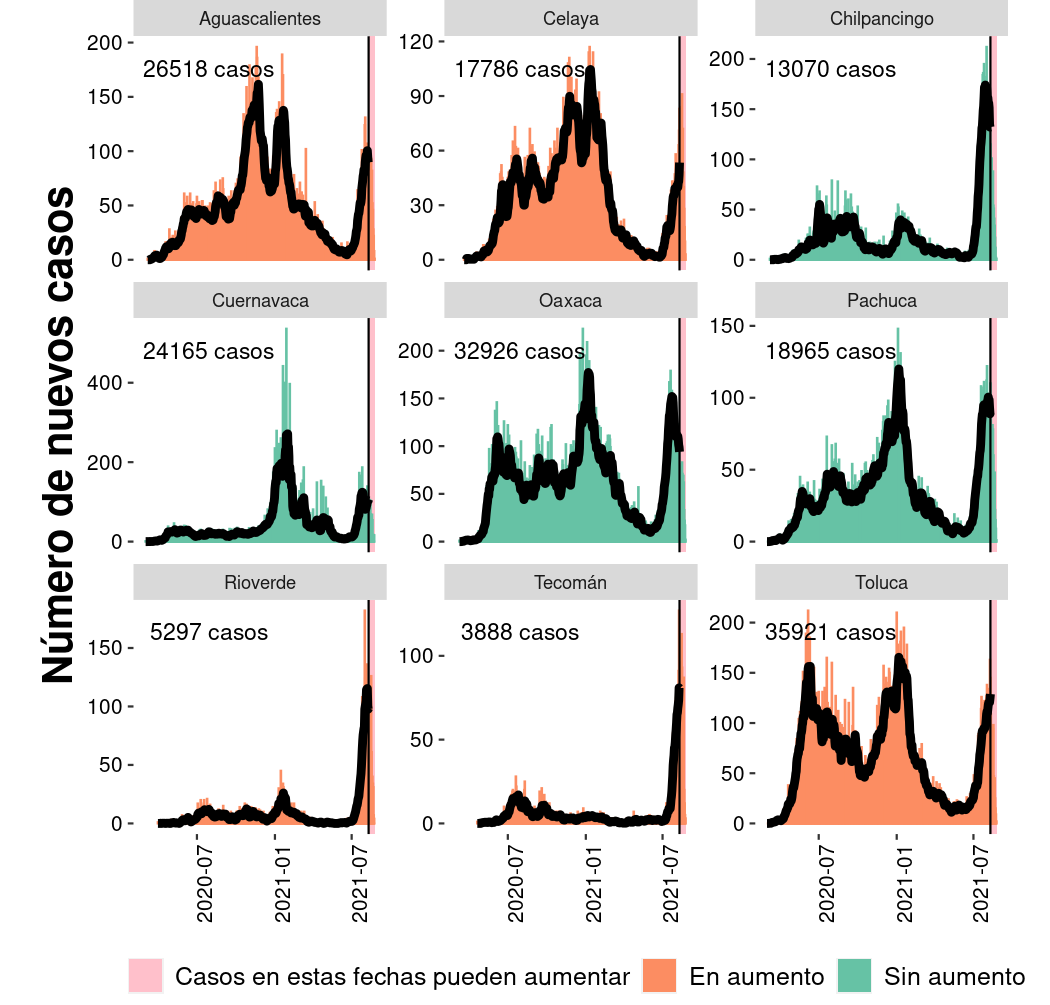 Número de nuevos casos
Aguascalientes
26518 casos
200
150
100
50
0
Celaya
17786 casos
120
90
60
30
0
Chilpancingo
13070 casos
200
150
100
50
0
Cuernavaca
24165 casos
400
200
0
Oaxaca
32926 casos
200
150
100
50
0
Pachuca
18965 casos
150
100
50
0
Rioverde
5297 casos
150
100
50
0
Tecomán
3888 casos
100
50
0
Toluca
35921 casos
200
150
100
50
0
2020-07
2021-01
2021-07
2020-07
2021-01
2021-07
2020-07
2021-01
2021-07
Casos en estas fechas pueden aumentar
En aumento
Sin aumento